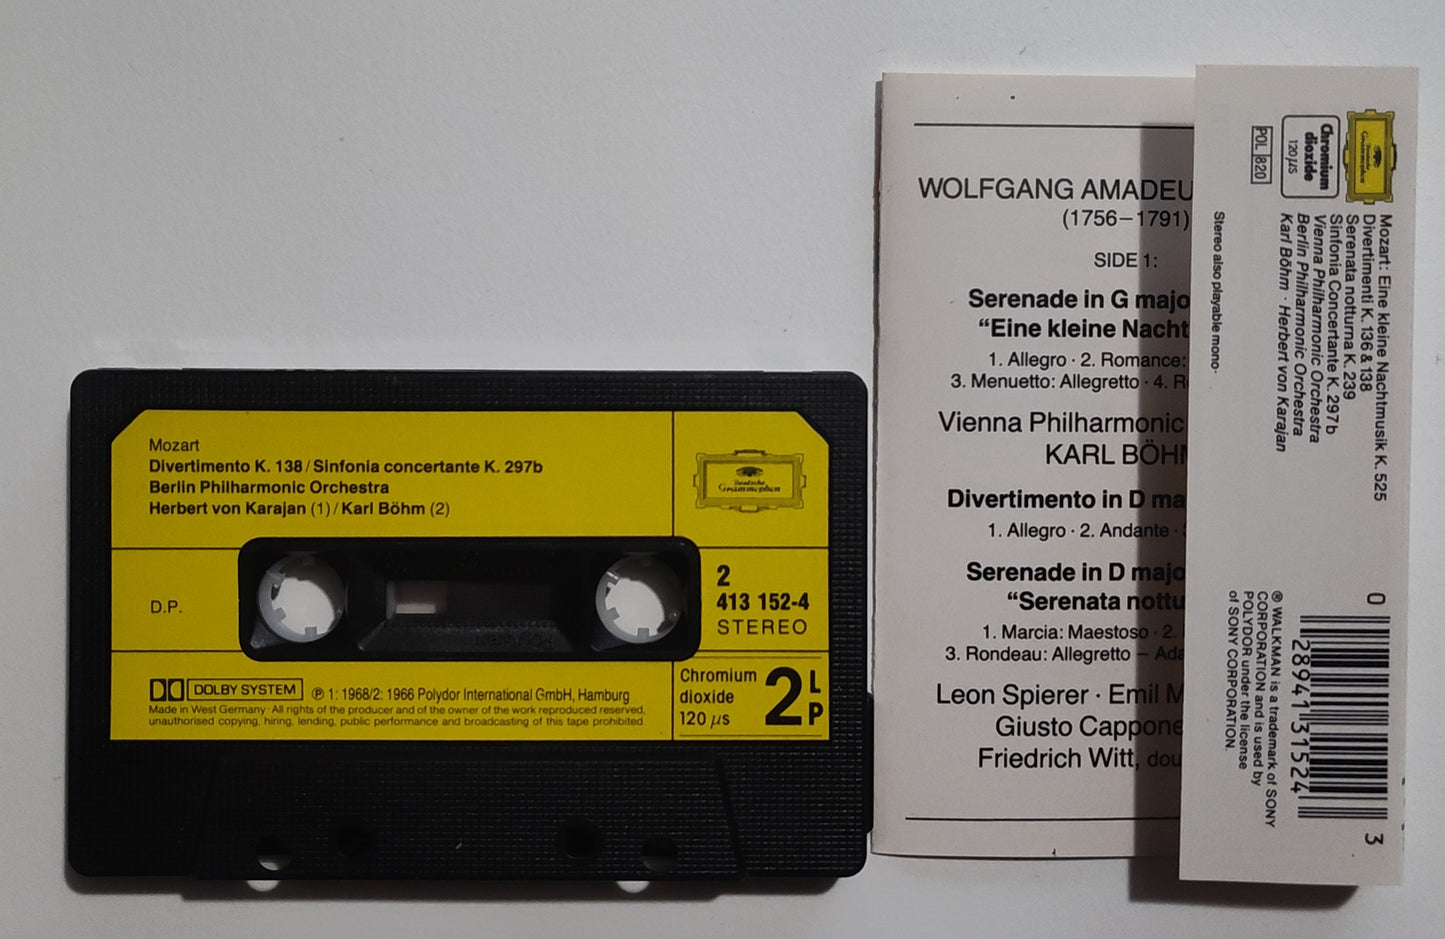 Mozart
Divertimento K. 138 / Sinfonia concertante K. 297b
Berlin Philharmonic Orchestra
Herbert von Karajan (1) / Karl Böhm (2)
Deutsche
Grammophon
D.P.
2
413 152-4
STEREO
DOLBY SYSTEM
℗ 1: 1968/2: 1966 Polydor International GmbH, Hamburg
Made in West Germany · All rights of the producer and of the owner of the work reproduced reserved,
unauthorised copying, hiring, lending, public performance and broadcasting of this tape prohibited.
Chromium
dioxide
120 µs
2 LP
WOLFGANG AMADEU
(1756–1791)
SIDE 1:
Serenade in G majo
“Eine kleine Nacht
1. Allegro · 2. Romance:
3. Menuetto: Allegretto · 4. R
Vienna Philharmonic
KARL BÖHM
Divertimento in D ma
1. Allegro · 2. Andante ·
Serenade in D majo
“Serenata nottu
1. Marcia: Maestoso · 2.
3. Rondeau: Allegretto – Ada
Leon Spierer · Emil M
Giusto Cappone
Friedrich Witt, dou
Deutsche
Grammophon
Chromium
dioxide
120 µs
POL 820
Mozart: Eine kleine Nachtmusik K. 525
Divertimenti K. 136 & 138
Serenata notturna K. 239
Sinfonia Concertante K. 297b
Vienna Philharmonic Orchestra
Berlin Philharmonic Orchestra
Karl Böhm · Herbert von Karajan
Stereo also playable mono·
0 28941 31524 3
® WALKMAN is a trademark of SONY
CORPORATION and is used by
POLYDOR under the license
of SONY CORPORATION.